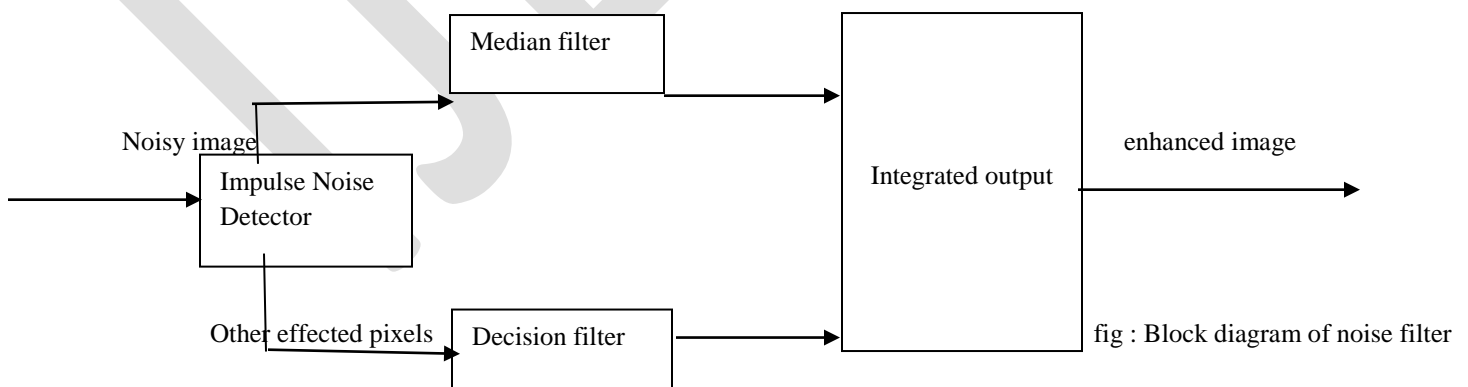 Median filter
Noisy image
Impulse Noise
Detector
Integrated output
enhanced image
Other effected pixels
Decision filter
fig : Block diagram of noise filter